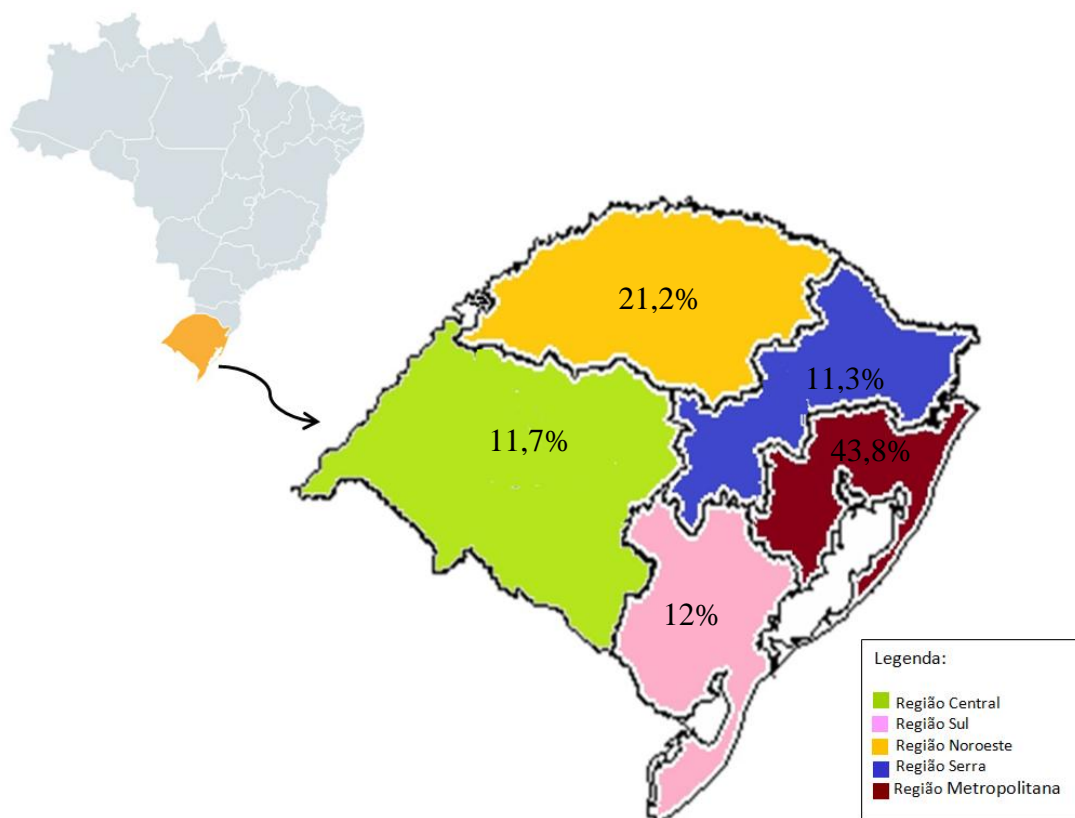 21,2%
11,3%
11,7%
43,8%
12%
Legenda:
Região Central
Região Sul
Região Noroeste
Região Serra
Região Metropolitana